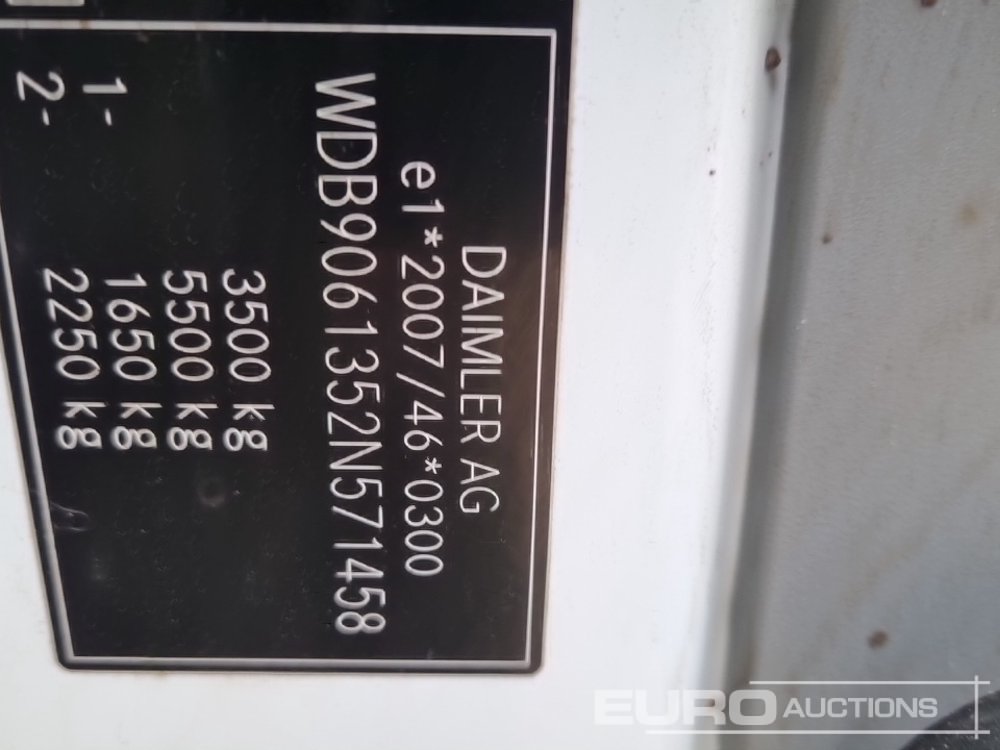 DAIMLER AG
e1*2007/46*0300
WDB9061352N571458
3500 kg
5500 kg
1- 1650 kg
2- 2250 kg
EURO AUCTIONS